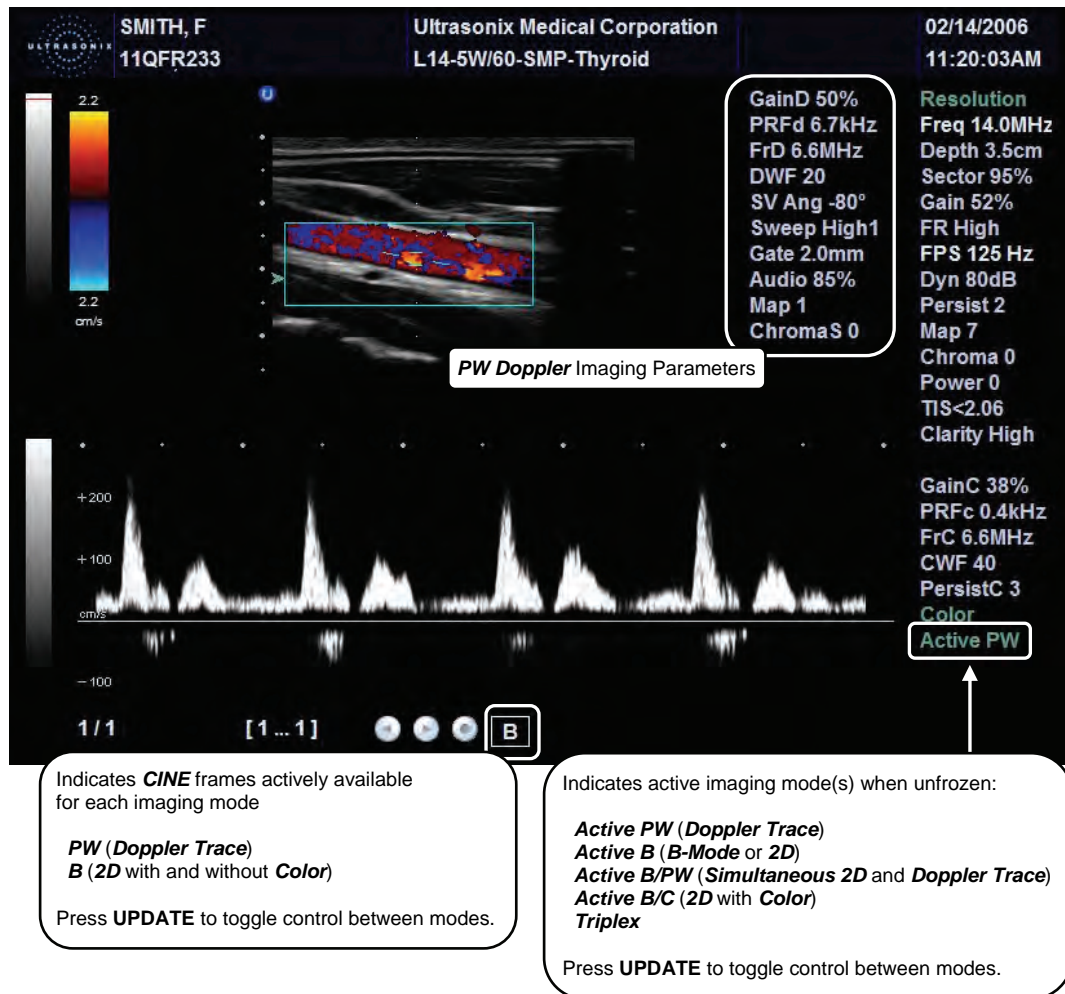 ULTRASONIX
SMITH, F
11QFR233
Ultrasonix Medical Corporation
L14-5W/60-SMP-Thyroid
02/14/2006
11:20:03AM
2.2
2.2
cm/s
U
GainD 50%
PRFd 6.7kHz
FrD 6.6MHz
DWF 20
SV Ang -80°
Sweep High1
Gate 2.0mm
Audio 85%
Map 1
ChromaS 0
PW Doppler Imaging Parameters
Resolution
Freq 14.0MHz
Depth 3.5cm
Sector 95%
Gain 52%
FR High
FPS 125 Hz
Dyn 80dB
Persist 2
Map 7
Chroma 0
Power 0
TIS<2.06
Clarity High
GainC 38%
PRFc 0.4kHz
FrC 6.6MHz
CWF 40
PersistC 3
Color
Active PW
+200
+100
cm/s
-100
1/1
[1...1]
B
Indicates CINE frames actively available
for each imaging mode
PW (Doppler Trace)
B (2D with and without Color)
Press UPDATE to toggle control between modes.
Indicates active imaging mode(s) when unfrozen:
Active PW (Doppler Trace)
Active B (B-Mode or 2D)
Active B/PW (Simultaneous 2D and Doppler Trace)
Active B/C (2D with Color)
Triplex
Press UPDATE to toggle control between modes.